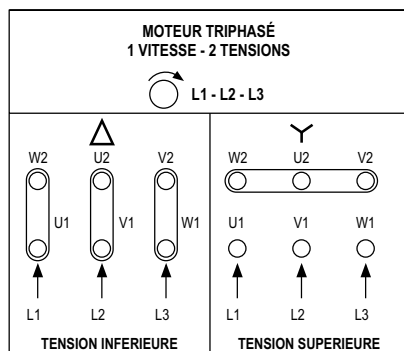 MOTEUR TRIPHASÉ
1 VITESSE - 2 TENSIONS
L1 - L2 - L3
W2 U2 V2
U1 V1 W1
L1 L2 L3
TENSION INFERIEURE
W2 U2 V2
U1 V1 W1
L1 L2 L3
TENSION SUPERIEURE